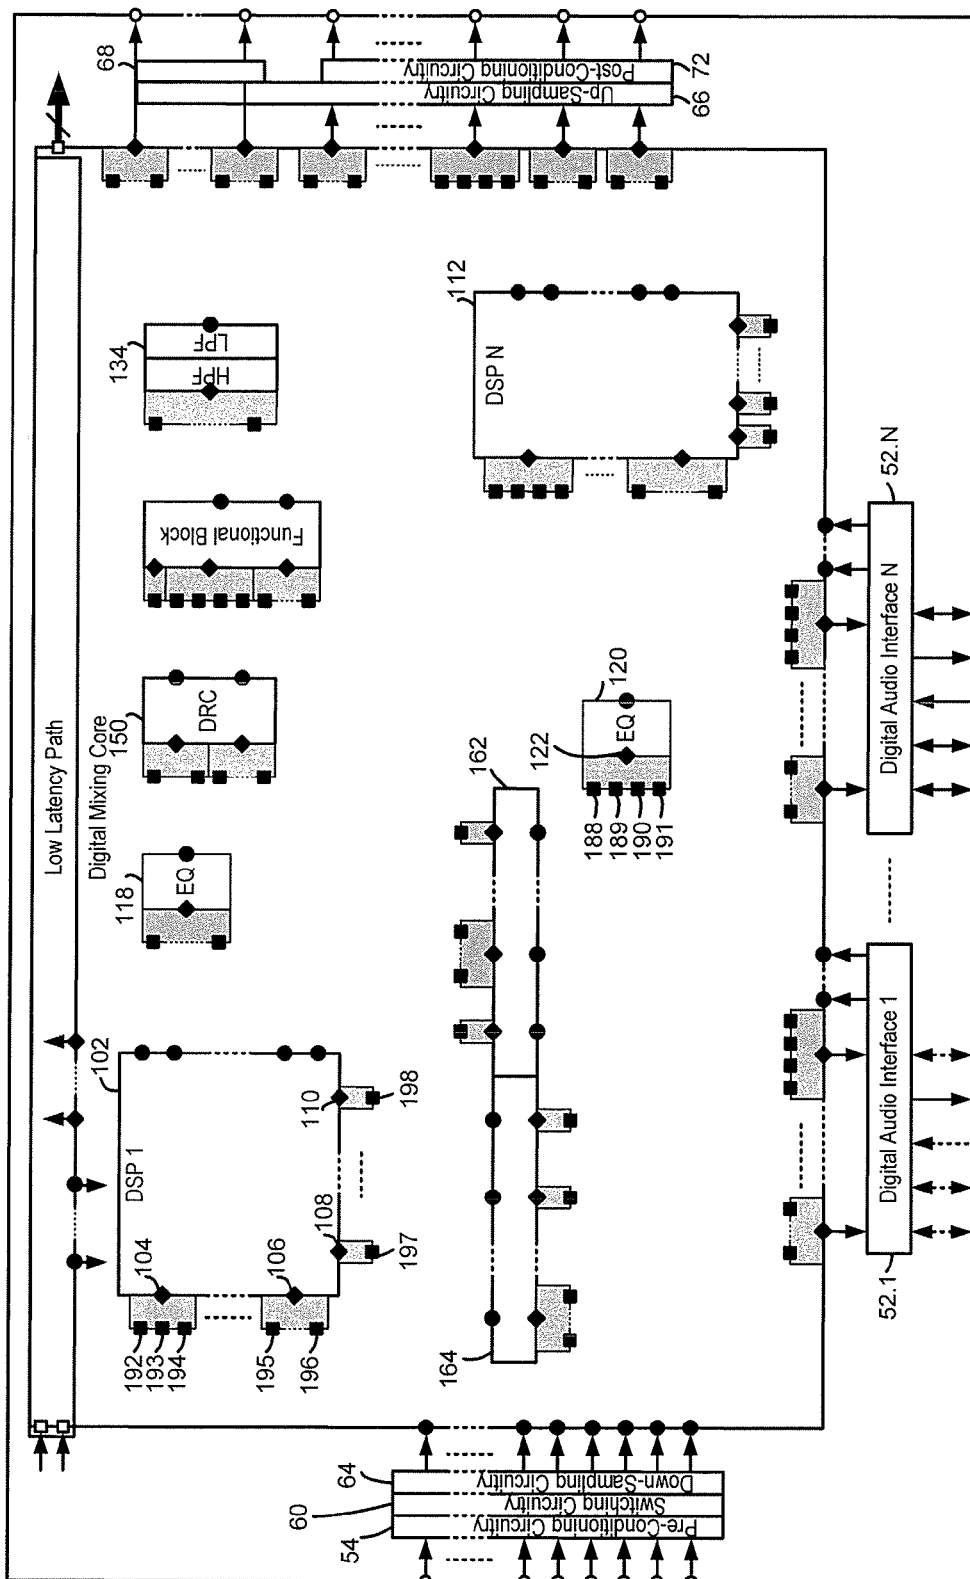 Low Latency Path
Digital Mixing Core
54
60
64
Pre-Conditioning Circuitry
Switching Circuitry
Down-Sampling Circuitry
102
DSP 1
104
106
108
110
192
193
194
195
196
197
198
118
EQ
150
DRC
Functional Block
134
HPF
LPF
68
Up-Sampling Circuitry
66
Post-Conditioning Circuitry
72
164
162
122
120
EQ
188
189
190
191
112
DSP N
52.1
Digital Audio Interface 1
52.N
Digital Audio Interface N